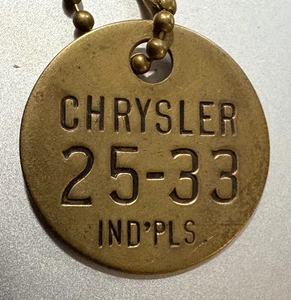 CHRYSLER
25-33
IND'PLS